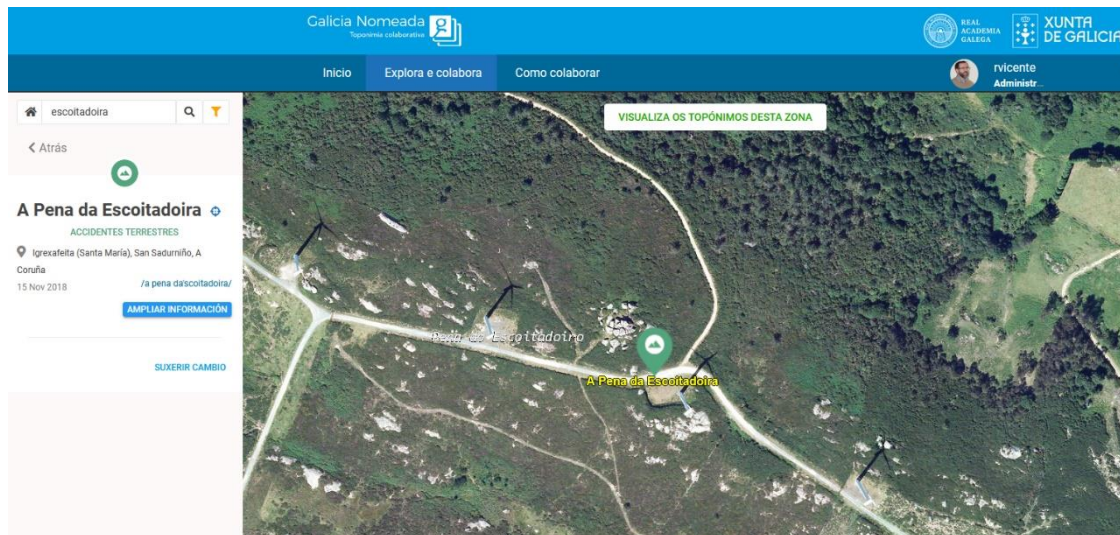 Galicia Nomeada
Toponimia colaborativa
REAL
ACADEMIA
GALEGA
XUNTA
DE GALICIA
Inicio
Explora e colabora
Como colaborar
rvicente
Administr...
escoitadoira
Atrás
A Pena da Escoitadoira
ACCIDENTES TERRESTRES
Igrexafeita (Santa María), San Sadurniño, A
Coruña
15 Nov 2018
/a pena da'scoitadoira/
AMPLIAR INFORMACIÓN
SUXERIR CAMBIO
VISUALIZA OS TOPÓNIMOS DESTA ZONA
Pena do Escoitadoiro
A Pena da Escoitadoira